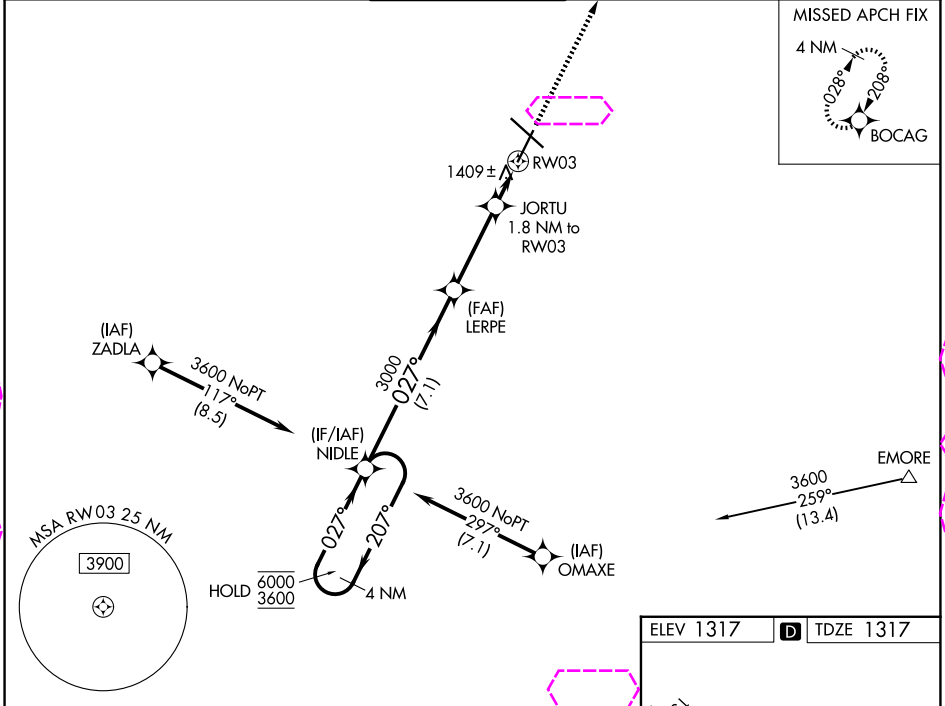 MISSED APCH FIX
4 NM
028°
208°
BOCAG
RW03
1409±
JORTU
1.8 NM to
RW03
(FAF)
LERPE
(IAF)
ZADLA
3600 NoPT
117°
(8.5)
3000
027°
(7.1)
(IF/IAF)
NIDLE
EMORE
3600
259°
(13.4)
3600 NoPT
297°
(7.1)
(IAF)
OMAXE
027°
207°
HOLD 6000
3600
4 NM
MSA RW03 25 NM
3900
ELEV 1317 D TDZE 1317